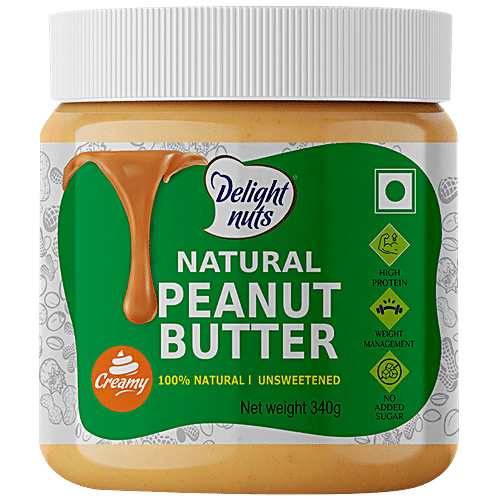 Delight
nuts
NATURAL
PEANUT
BUTTER
Creamy
100% NATURAL | UNSWEETENED
Net weight 340g
HIGH
PROTEIN
WEIGHT
MANAGEMENT
NO
ADDED
SUGAR